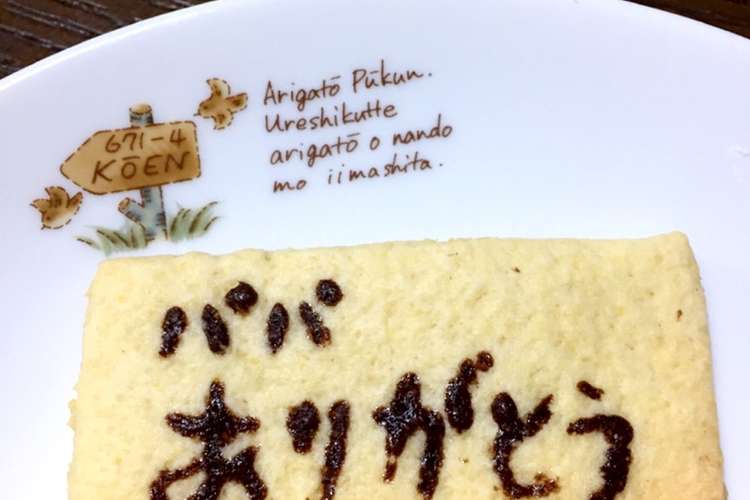 671-4
KŌEN
Arigatō Pūkun.
Ureshikutte
arigatō o nando
mo iimashita.
パパ
ありがとう